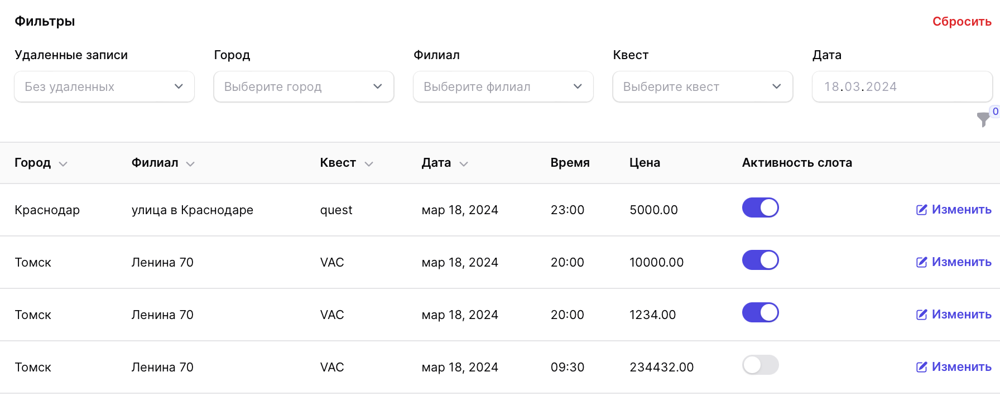 Фильтры Сбросить
Удаленные записи Город Филиал Квест Дата
Без удаленных Выберите город Выберите филиал Выберите квест 18.03.2024
0
Город Филиал Квест Дата Время Цена Активность слота
Краснодар улица в Краснодаре quest мар 18, 2024 23:00 5000.00 Изменить
Томск Ленина 70 VAC мар 18, 2024 20:00 10000.00 Изменить
Томск Ленина 70 VAC мар 18, 2024 20:00 1234.00 Изменить
Томск Ленина 70 VAC мар 18, 2024 09:30 234432.00 Изменить